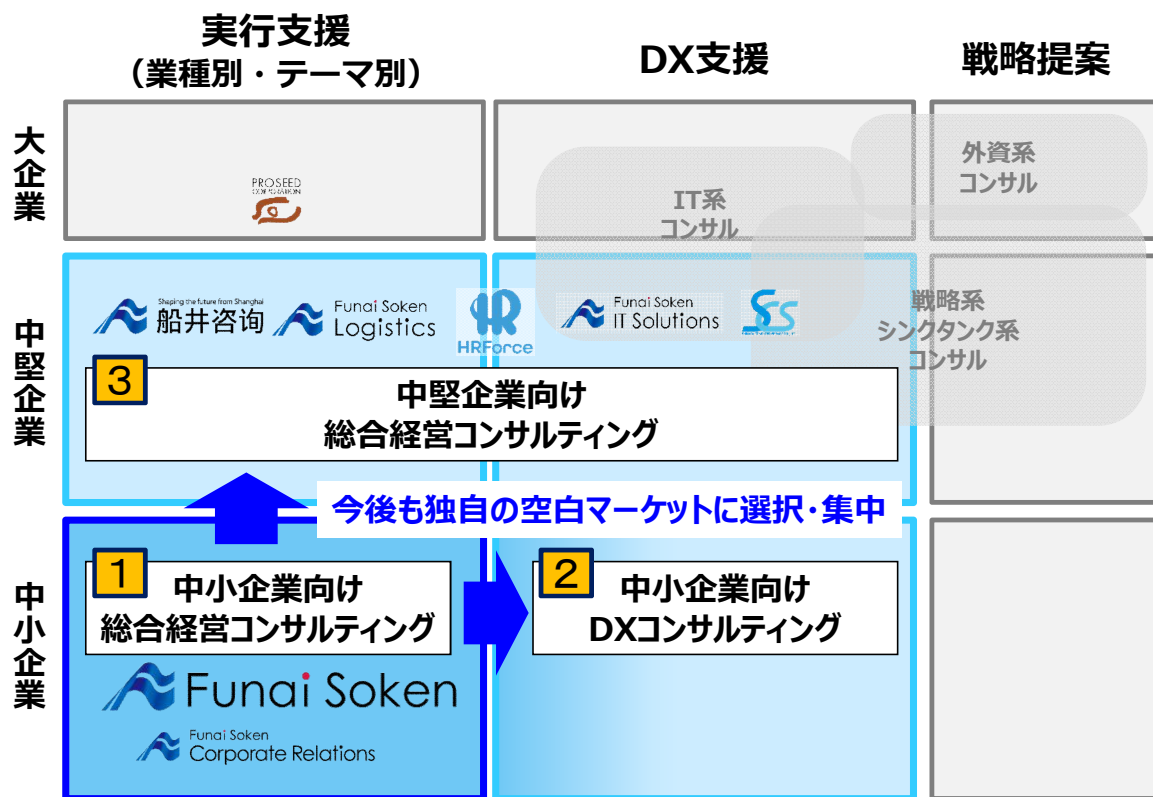 実行支援
（業種別・テーマ別）
DX支援
戦略提案
大企業
PROSEED
CORPORATION
IT系
コンサル
外資系
コンサル
中堅企業
Shaping the future from Shanghai
船井咨询
Funai Soken
Logistics
HR
HRForce
Funai Soken
IT Solutions
SCS
戦略系
シンクタンク系
コンサル
3
中堅企業向け
総合経営コンサルティング
今後も独自の空白マーケットに選択・集中
中小企業
1
中小企業向け
総合経営コンサルティング
2
中小企業向け
DXコンサルティング
Funai Soken
Funai Soken
Corporate Relations